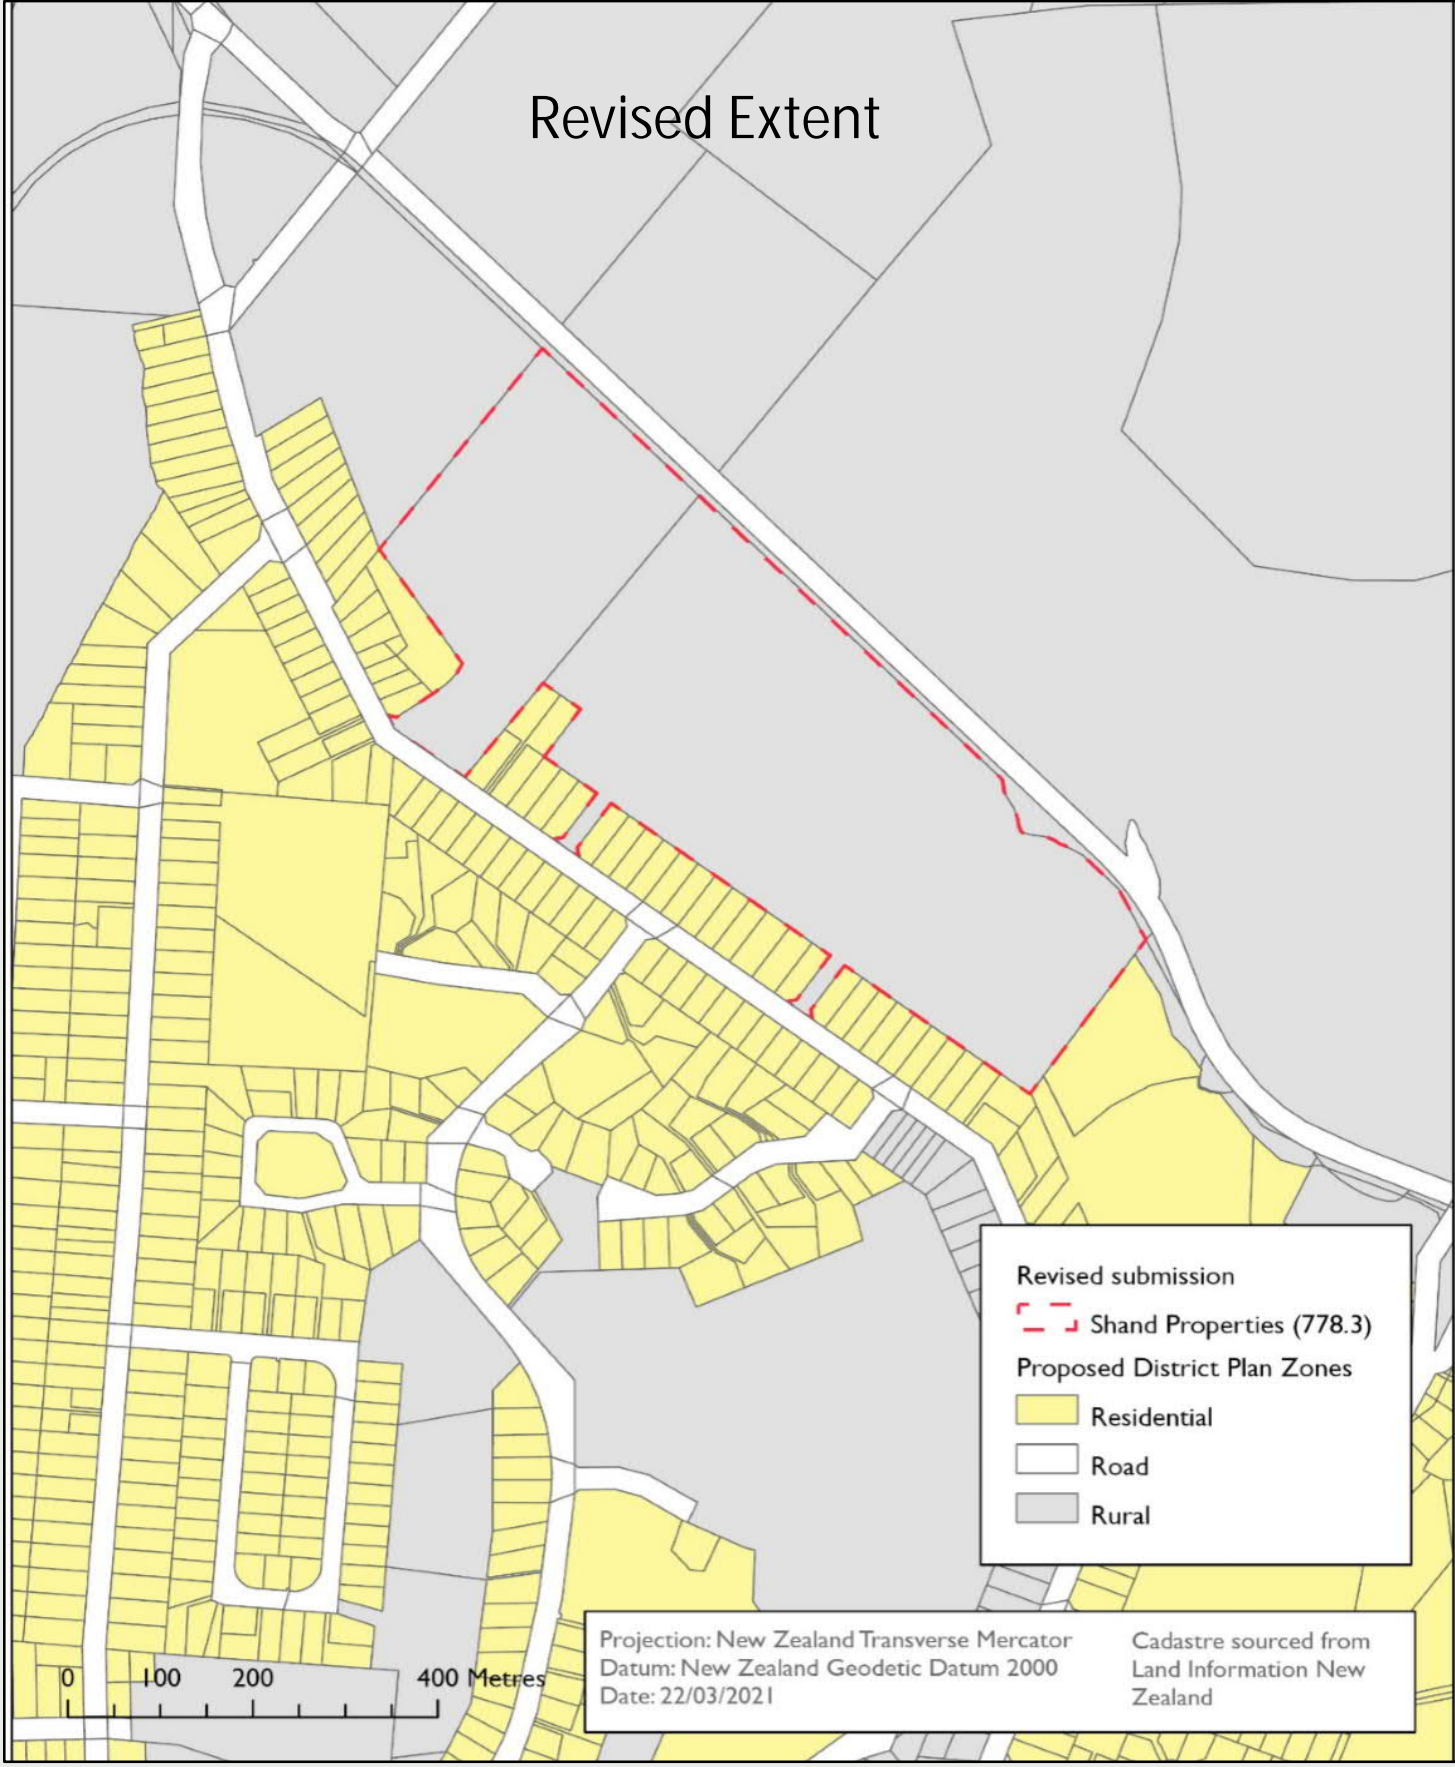 Revised Extent
Revised submission
Shand Properties (778.3)
Proposed District Plan Zones
Residential
Road
Rural
Projection: New Zealand Transverse Mercator
Datum: New Zealand Geodetic Datum 2000
Date: 22/03/2021
Cadastre sourced from
Land Information New
Zealand
0 100 200 400 Metres